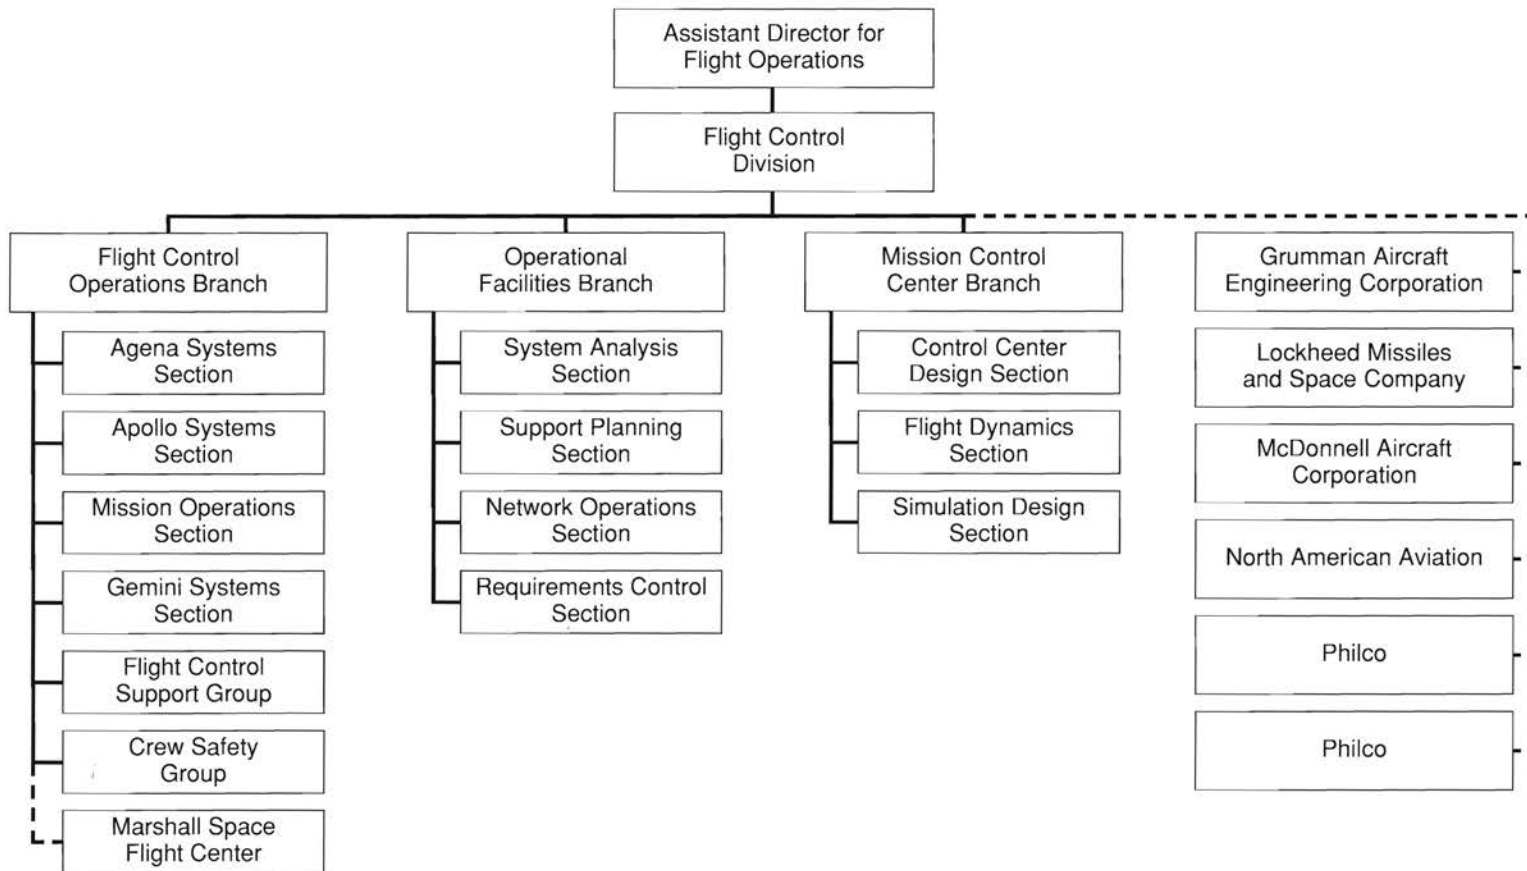 Assistant Director for
Flight Operations
Flight Control
Division
Flight Control
Operations Branch
Agena Systems
Section
Apollo Systems
Section
Mission Operations
Section
Gemini Systems
Section
Flight Control
Support Group
Crew Safety
Group
Marshall Space
Flight Center
Operational
Facilities Branch
System Analysis
Section
Support Planning
Section
Network Operations
Section
Requirements Control
Section
Mission Control
Center Branch
Control Center
Design Section
Flight Dynamics
Section
Simulation Design
Section
Grumman Aircraft
Engineering Corporation
Lockheed Missiles
and Space Company
McDonnell Aircraft
Corporation
North American Aviation
Philco
Philco